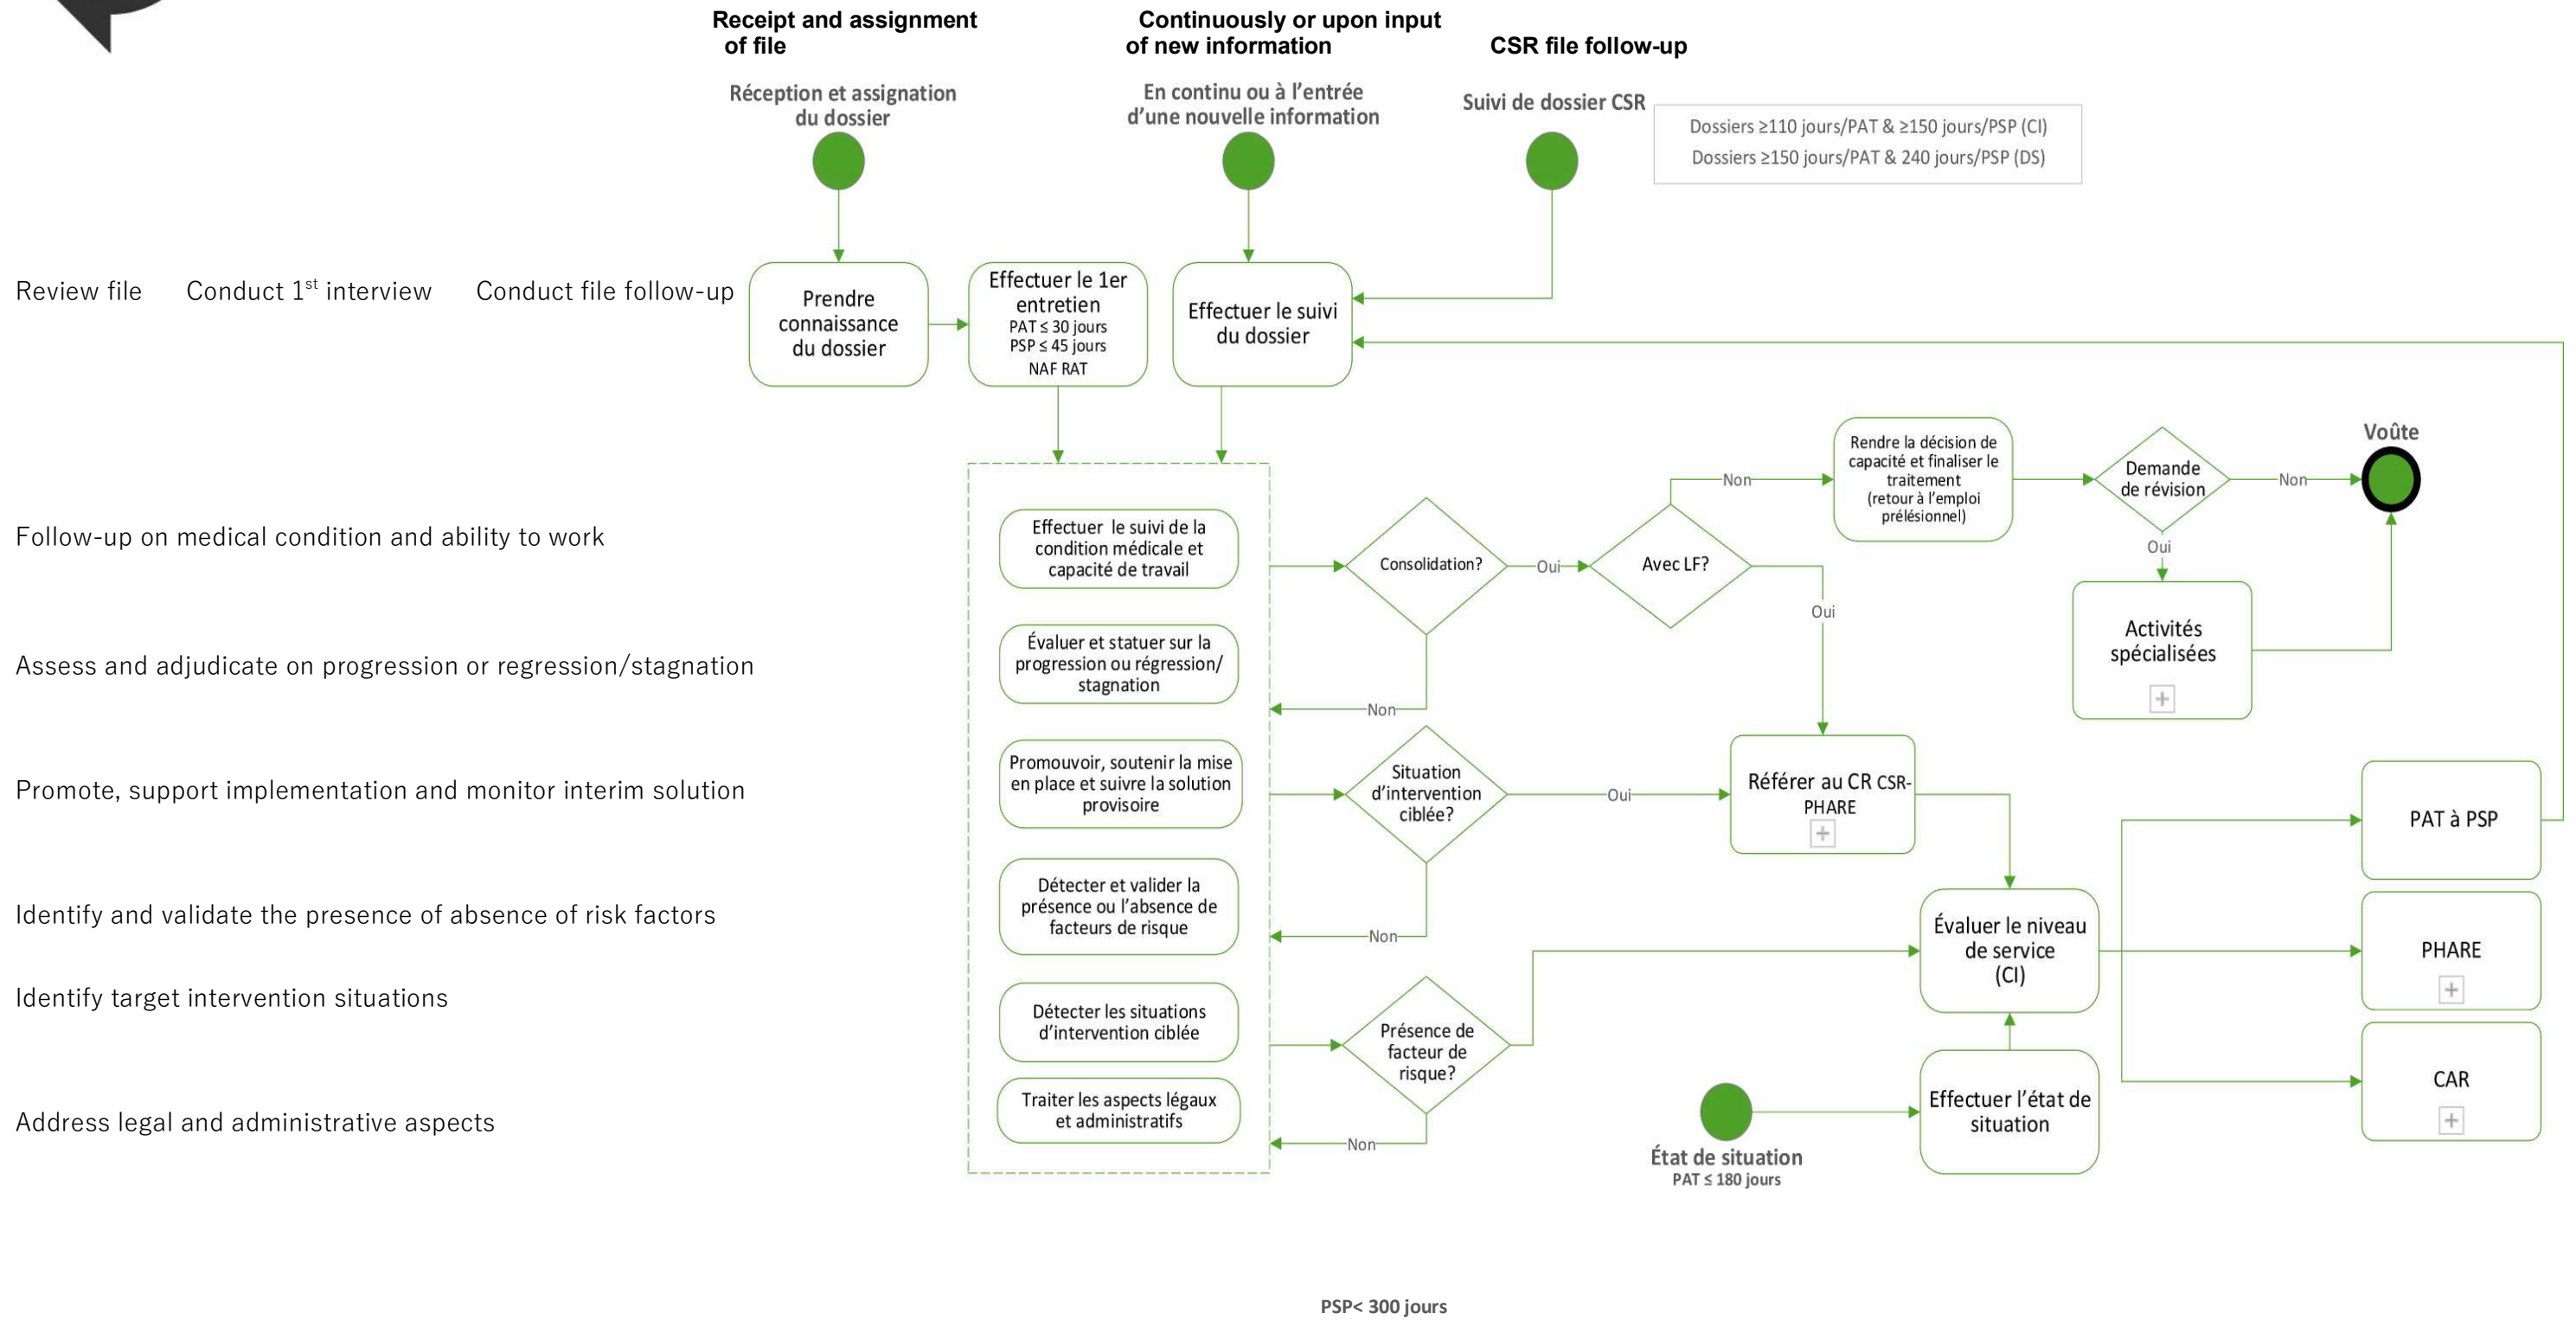 Receipt and assignment
of file
Continuously or upon input
of new information
CSR file follow-up
Réception et assignation
du dossier
En continu ou à l’entrée
d’une nouvelle information
Suivi de dossier CSR
Dossiers ≥110 jours/PAT & ≥150 jours/PSP (CI)
Dossiers ≥150 jours/PAT & 240 jours/PSP (DS)
Review file Conduct 1st interview Conduct file follow-up
Prendre
connaissance
du dossier
Effectuer le 1er
entretien
PAT ≤ 30 jours
PSP ≤ 45 jours
NAF RAT
Effectuer le suivi
du dossier
Rendre la décision de
capacité et finaliser le
traitement
(retour à l’emploi
prélésionnel)
Non
Demande
de révision
Non
Voûte
Oui
Follow-up on medical condition and ability to work
Effectuer le suivi de la
condition médicale et
capacité de travail
Consolidation?
Oui
Avec LF?
Oui
Activités
spécialisées
Assess and adjudicate on progression or regression/stagnation
Évaluer et statuer sur la
progression ou régression/
stagnation
Non
Promote, support implementation and monitor interim solution
Promouvoir, soutenir la mise
en place et suivre la solution
provisoire
Situation
d’intervention
ciblée?
Oui
Référer au CR CSR-
PHARE
PAT à PSP
Identify and validate the presence of absence of risk factors
Détecter et valider la
présence ou l’absence de
facteurs de risque
Non
Évaluer le niveau
de service
(CI)
PHARE
Identify target intervention situations
Détecter les situations
d’intervention ciblée
Présence de
facteur de
risque?
CAR
Address legal and administrative aspects
Traiter les aspects légaux
et administratifs
Non
Effectuer l’état de
situation
État de situation
PAT ≤ 180 jours
PSP< 300 jours